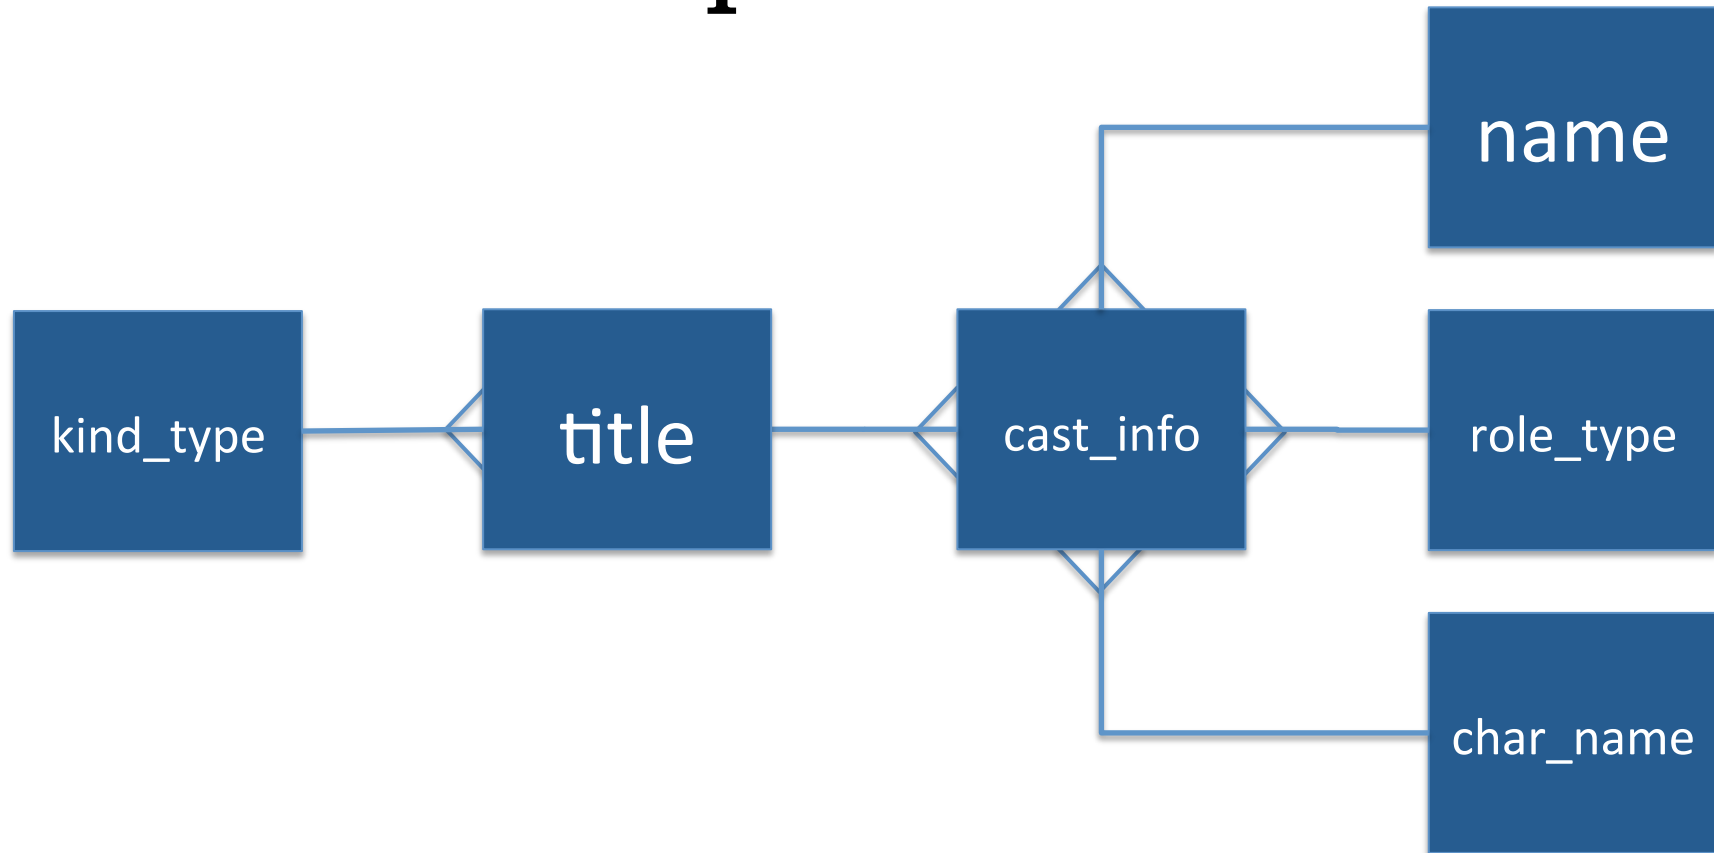 name
kind_type
title
cast_info
role_type
char_name